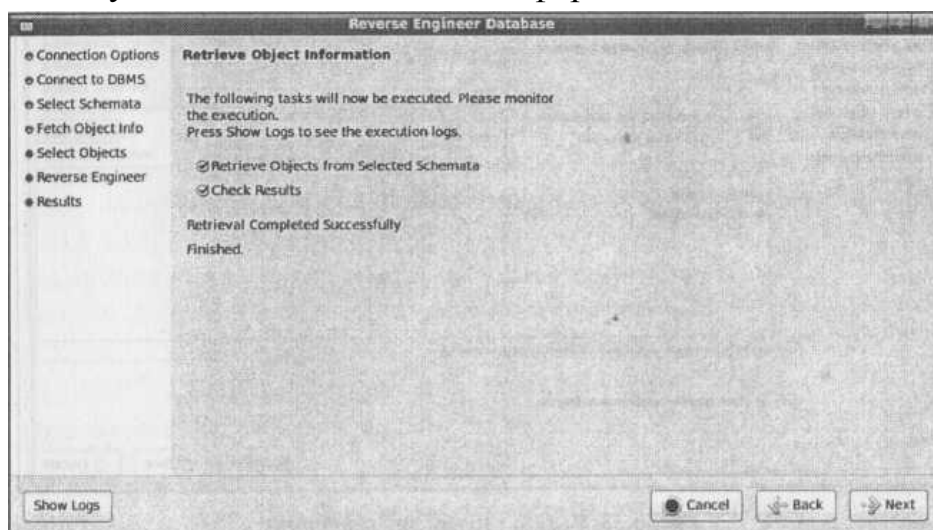 Reverse Engineer Database
Connection Options
Connect to DBMS
Select Schemata
Fetch Object Info
Select Objects
Reverse Engineer
Results
Retrieve Object Information
The following tasks will now be executed. Please monitor
the execution.
Press Show Logs to see the execution logs.
Retrieve Objects from Selected Schemata
Check Results
Retrieval Completed Successfully
Finished.
Show Logs
Cancel
Back
Next